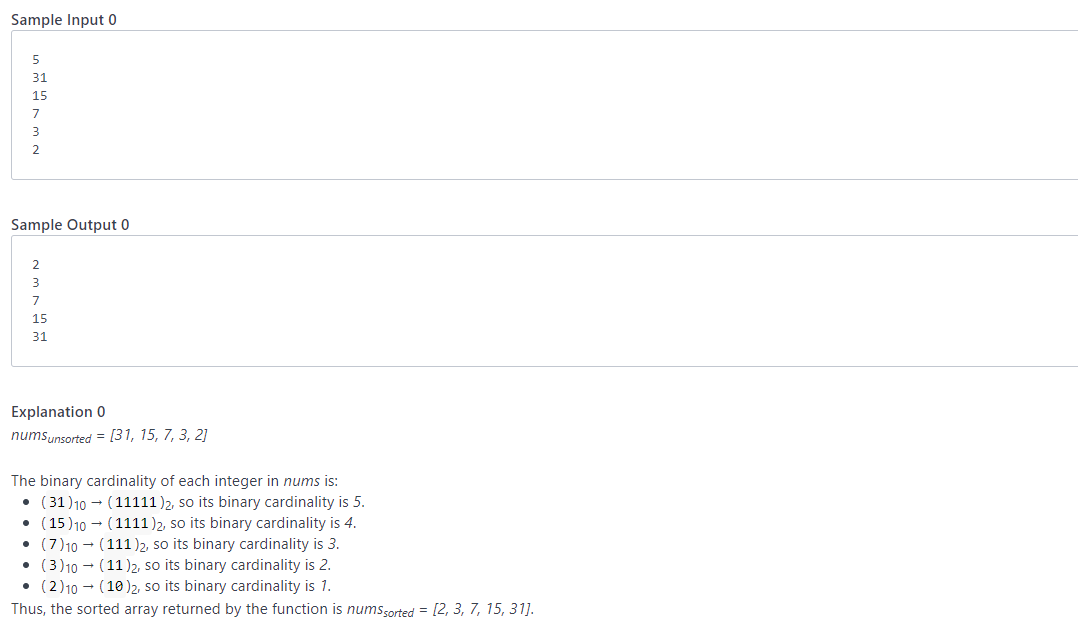 Sample Input 0
5
31
15
7
3
2
Sample Output 0
2
3
7
15
31
Explanation 0
nums_unsorted = [31, 15, 7, 3, 2]
The binary cardinality of each integer in nums is:
• (31)₁₀ → (11111)₂, so its binary cardinality is 5.
• (15)₁₀ → (1111)₂, so its binary cardinality is 4.
• (7)₁₀ → (111)₂, so its binary cardinality is 3.
• (3)₁₀ → (11)₂, so its binary cardinality is 2.
• (2)₁₀ → (10)₂, so its binary cardinality is 1.
Thus, the sorted array returned by the function is nums_sorted = [2, 3, 7, 15, 31].